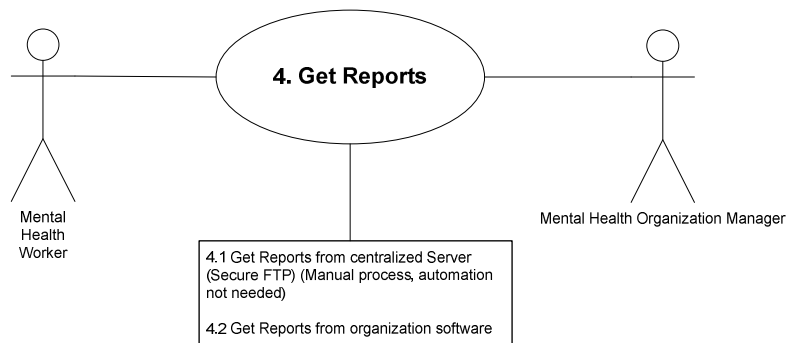 4. Get Reports
Mental
Health
Worker
Mental Health Organization Manager
4.1 Get Reports from centralized Server
(Secure FTP) (Manual process, automation
not needed)
4.2 Get Reports from organization software